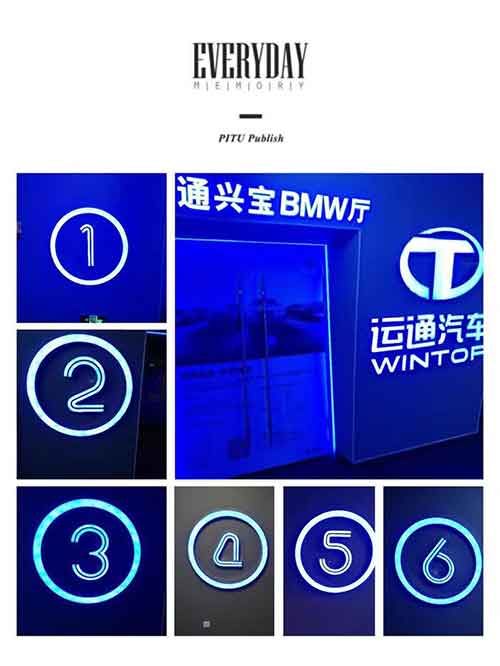 EVERYDAY
M|E|M|O|R|Y
PITU Publish
1
通兴宝BMW厅
运通汽车
WINTOP
2
3
4
5
6